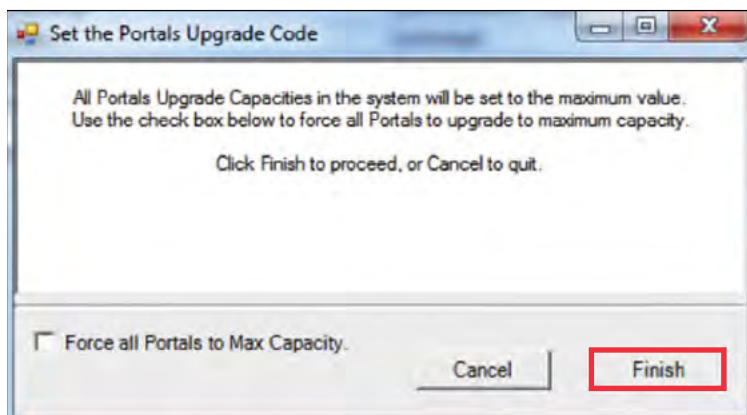 Set the Portals Upgrade Code
All Portals Upgrade Capacities in the system will be set to the maximum value.
Use the check box below to force all Portals to upgrade to maximum capacity.
Click Finish to proceed, or Cancel to quit.
Force all Portals to Max Capacity.
Cancel
Finish